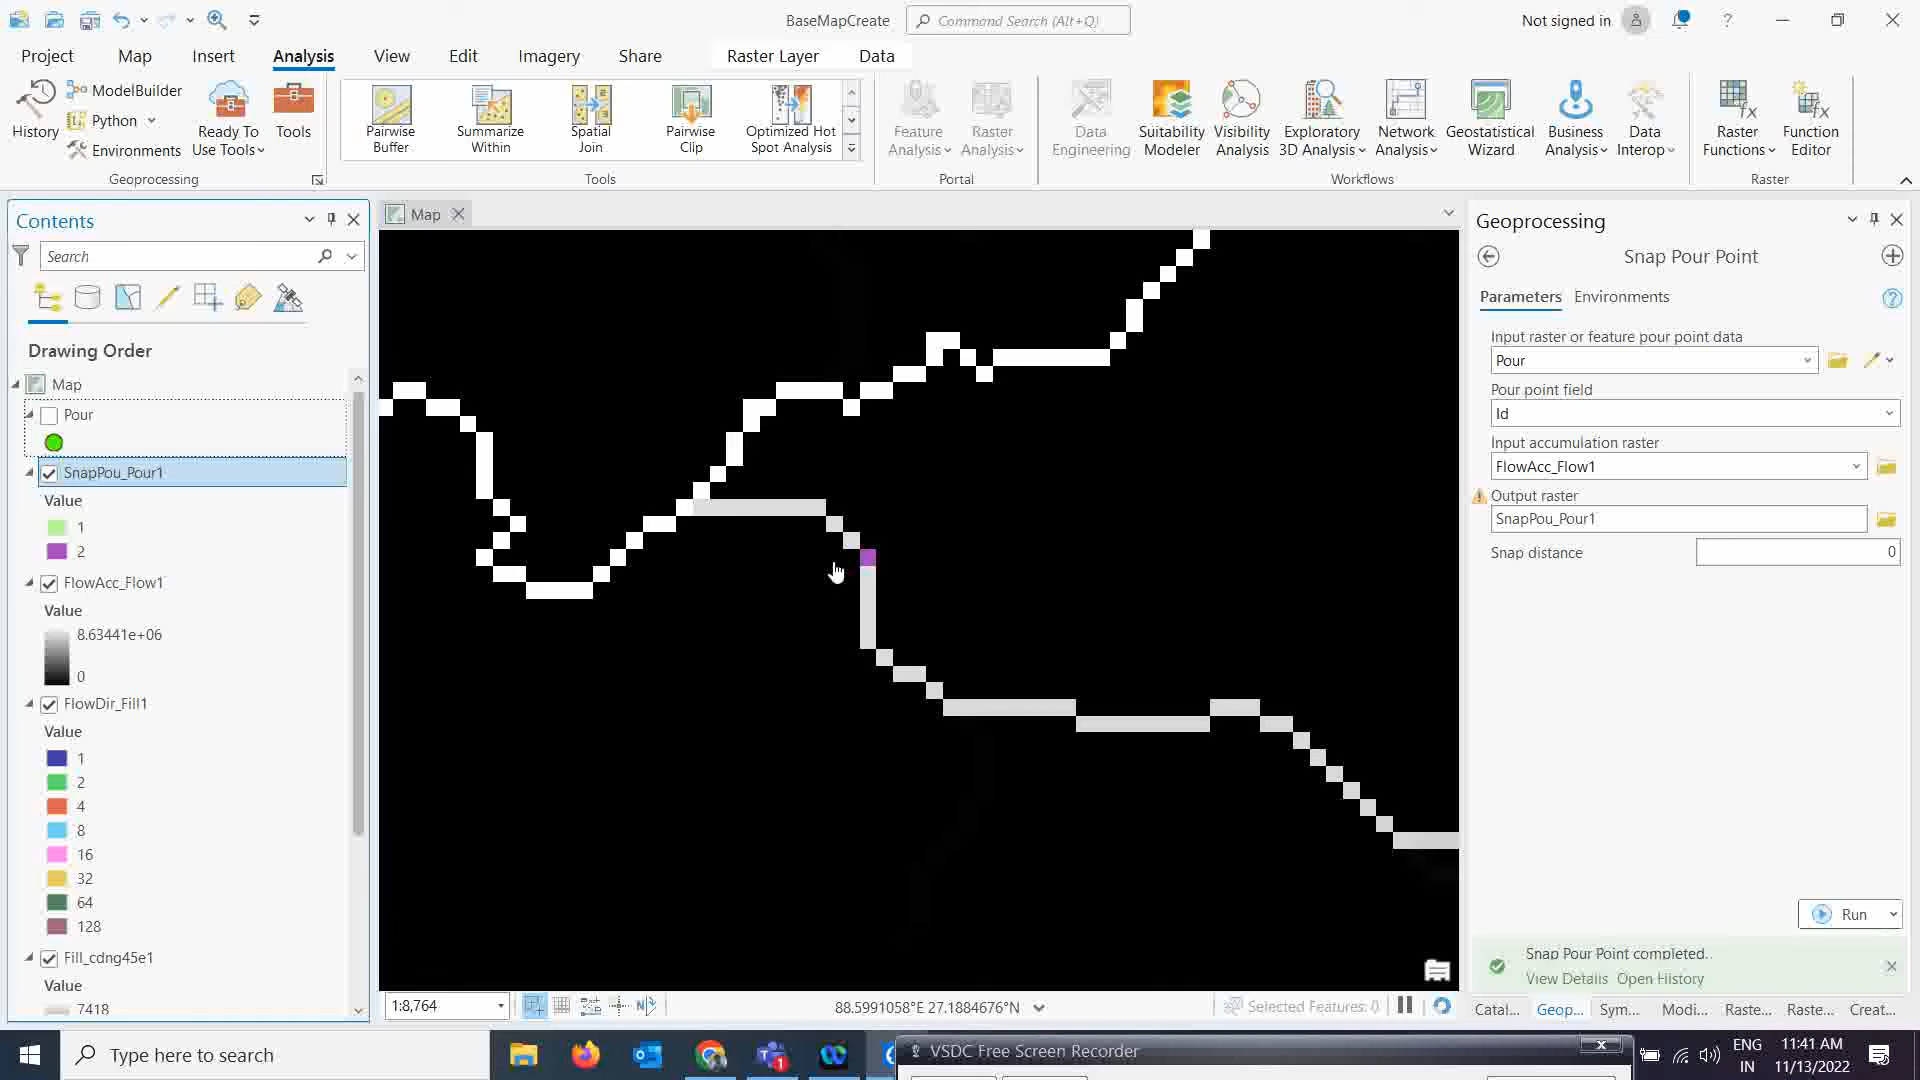 BaseMapCreate
Command Search (Alt+Q)
Not signed in
Project
Map
Insert
Analysis
View
Edit
Imagery
Share
Raster Layer
Data
History
ModelBuilder
Python
Environments
Ready To
Use Tools
Tools
Geoprocessing
Pairwise
Buffer
Summarize
Within
Spatial
Join
Pairwise
Clip
Optimized Hot
Spot Analysis
Tools
Feature
Analysis
Raster
Analysis
Portal
Data
Engineering
Suitability
Modeler
Visibility
Analysis
Exploratory
3D Analysis
Network
Analysis
Geostatistical
Wizard
Business
Analysis
Data
Interop
Workflows
Raster
Functions
Function
Editor
Raster
Contents
Search
Drawing Order
Map
Pour
SnapPou_Pour1
Value
1
2
FlowAcc_Flow1
Value
8.63441e+06
0
FlowDir_Fill1
Value
1
2
4
8
16
32
64
128
Fill_cdng45e1
Value
7418
Map
1:8,764
88.5991058°E 27.1884676°N
Selected Features: 0
Geoprocessing
Snap Pour Point
Parameters
Environments
Input raster or feature pour point data
Pour
Pour point field
Id
Input accumulation raster
FlowAcc_Flow1
Output raster
SnapPou_Pour1
Snap distance
0
Run
Snap Pour Point completed.
View Details Open History
Catal...
Geop...
Sym...
Modi...
Raste...
Raste...
Creat...
Type here to search
1
VSDC Free Screen Recorder
ENG
IN
11:41 AM
11/13/2022